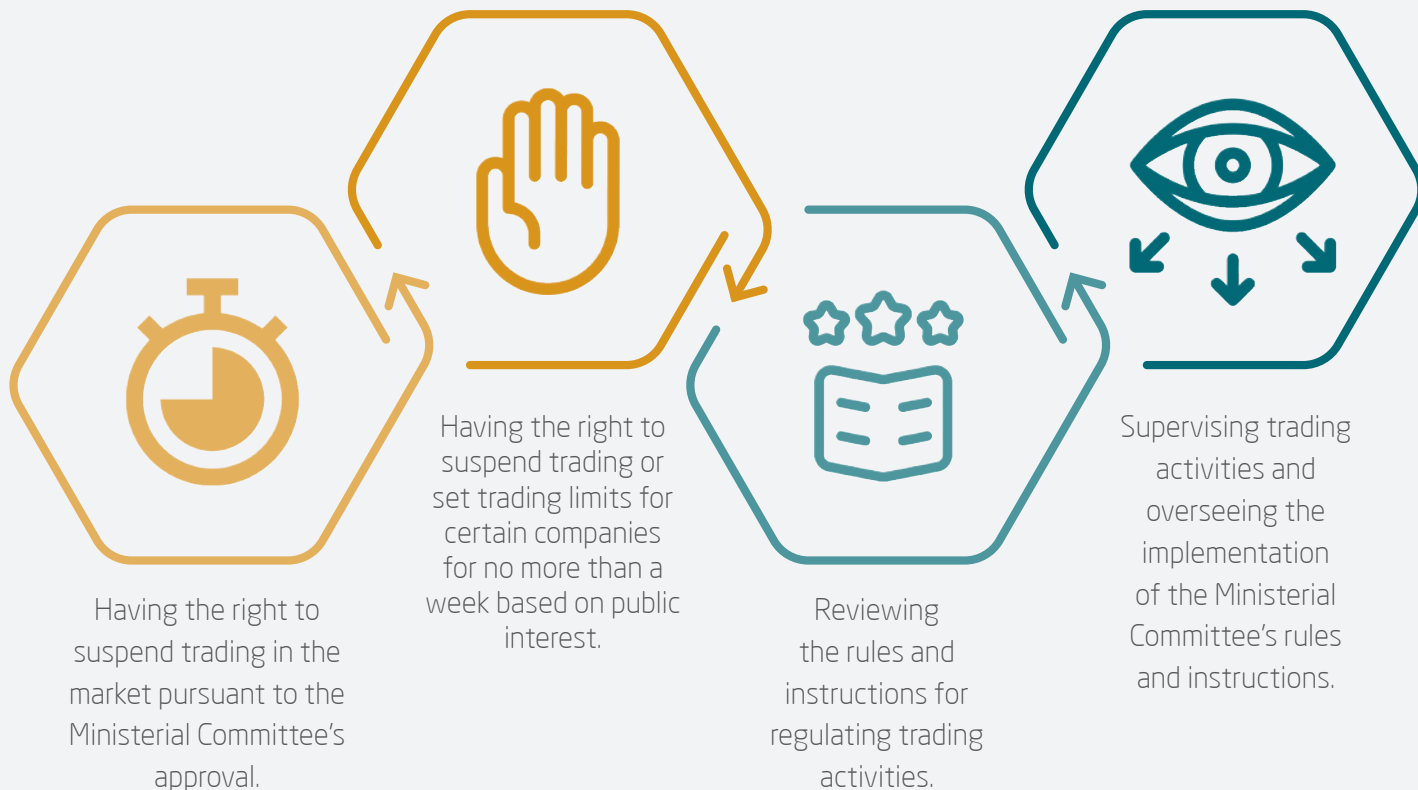 Having the right to
suspend trading in the
market pursuant to the
Ministerial Committee's
approval.
Having the right to
suspend trading or
set trading limits for
certain companies
for no more than a
week based on public
interest.
Reviewing
the rules and
instructions for
regulating trading
activities.
Supervising trading
activities and
overseeing the
implementation
of the Ministerial
Committee's rules
and instructions.